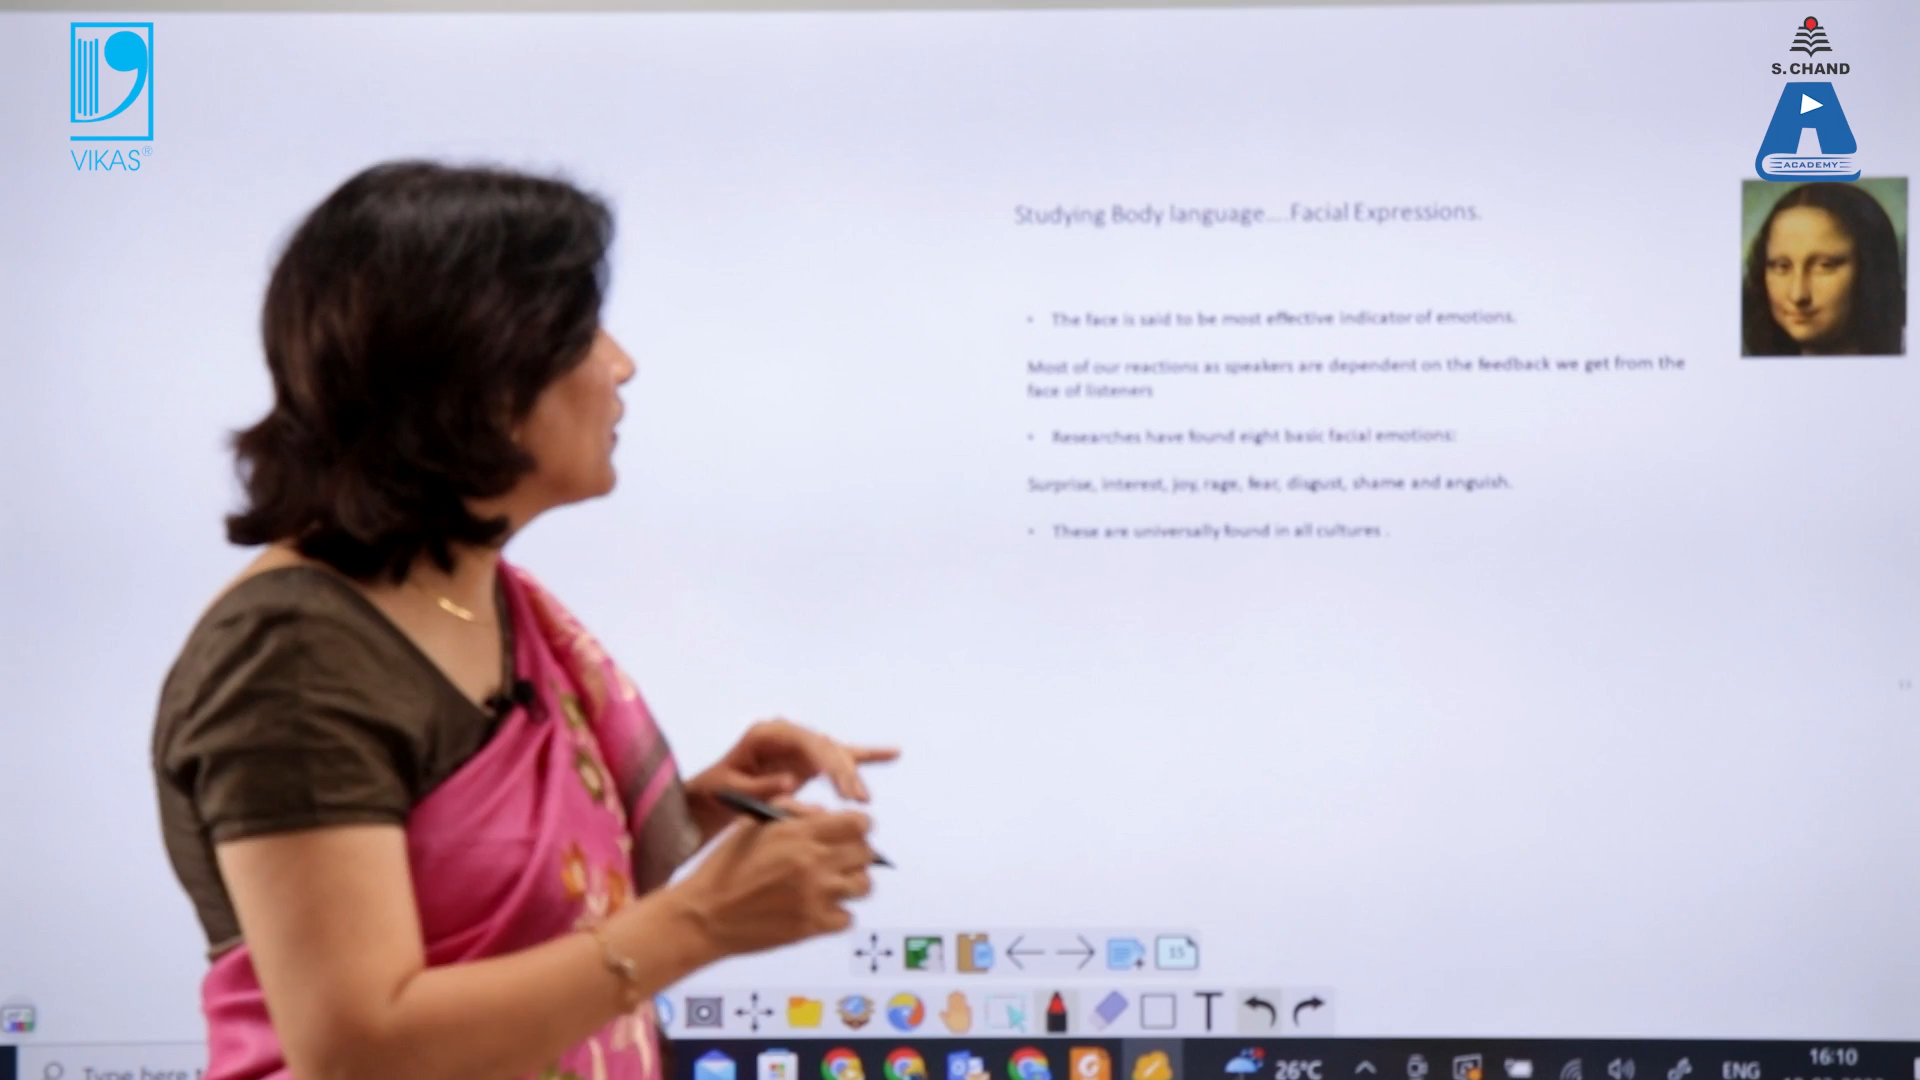 VIKAS®
S. CHAND
ACADEMY
Studying Body language....Facial Expressions.
• The face is said to be most effective indicator of emotions.
Most of our reactions as speakers are dependent on the feedback we get from the
face of listeners
• Researches have found eight basic facial emotions:
Surprise, interest, joy, rage, fear, disgust, shame and anguish.
• These are universally found in all cultures .
15
T
Type here t
26°C
ENG
16:10